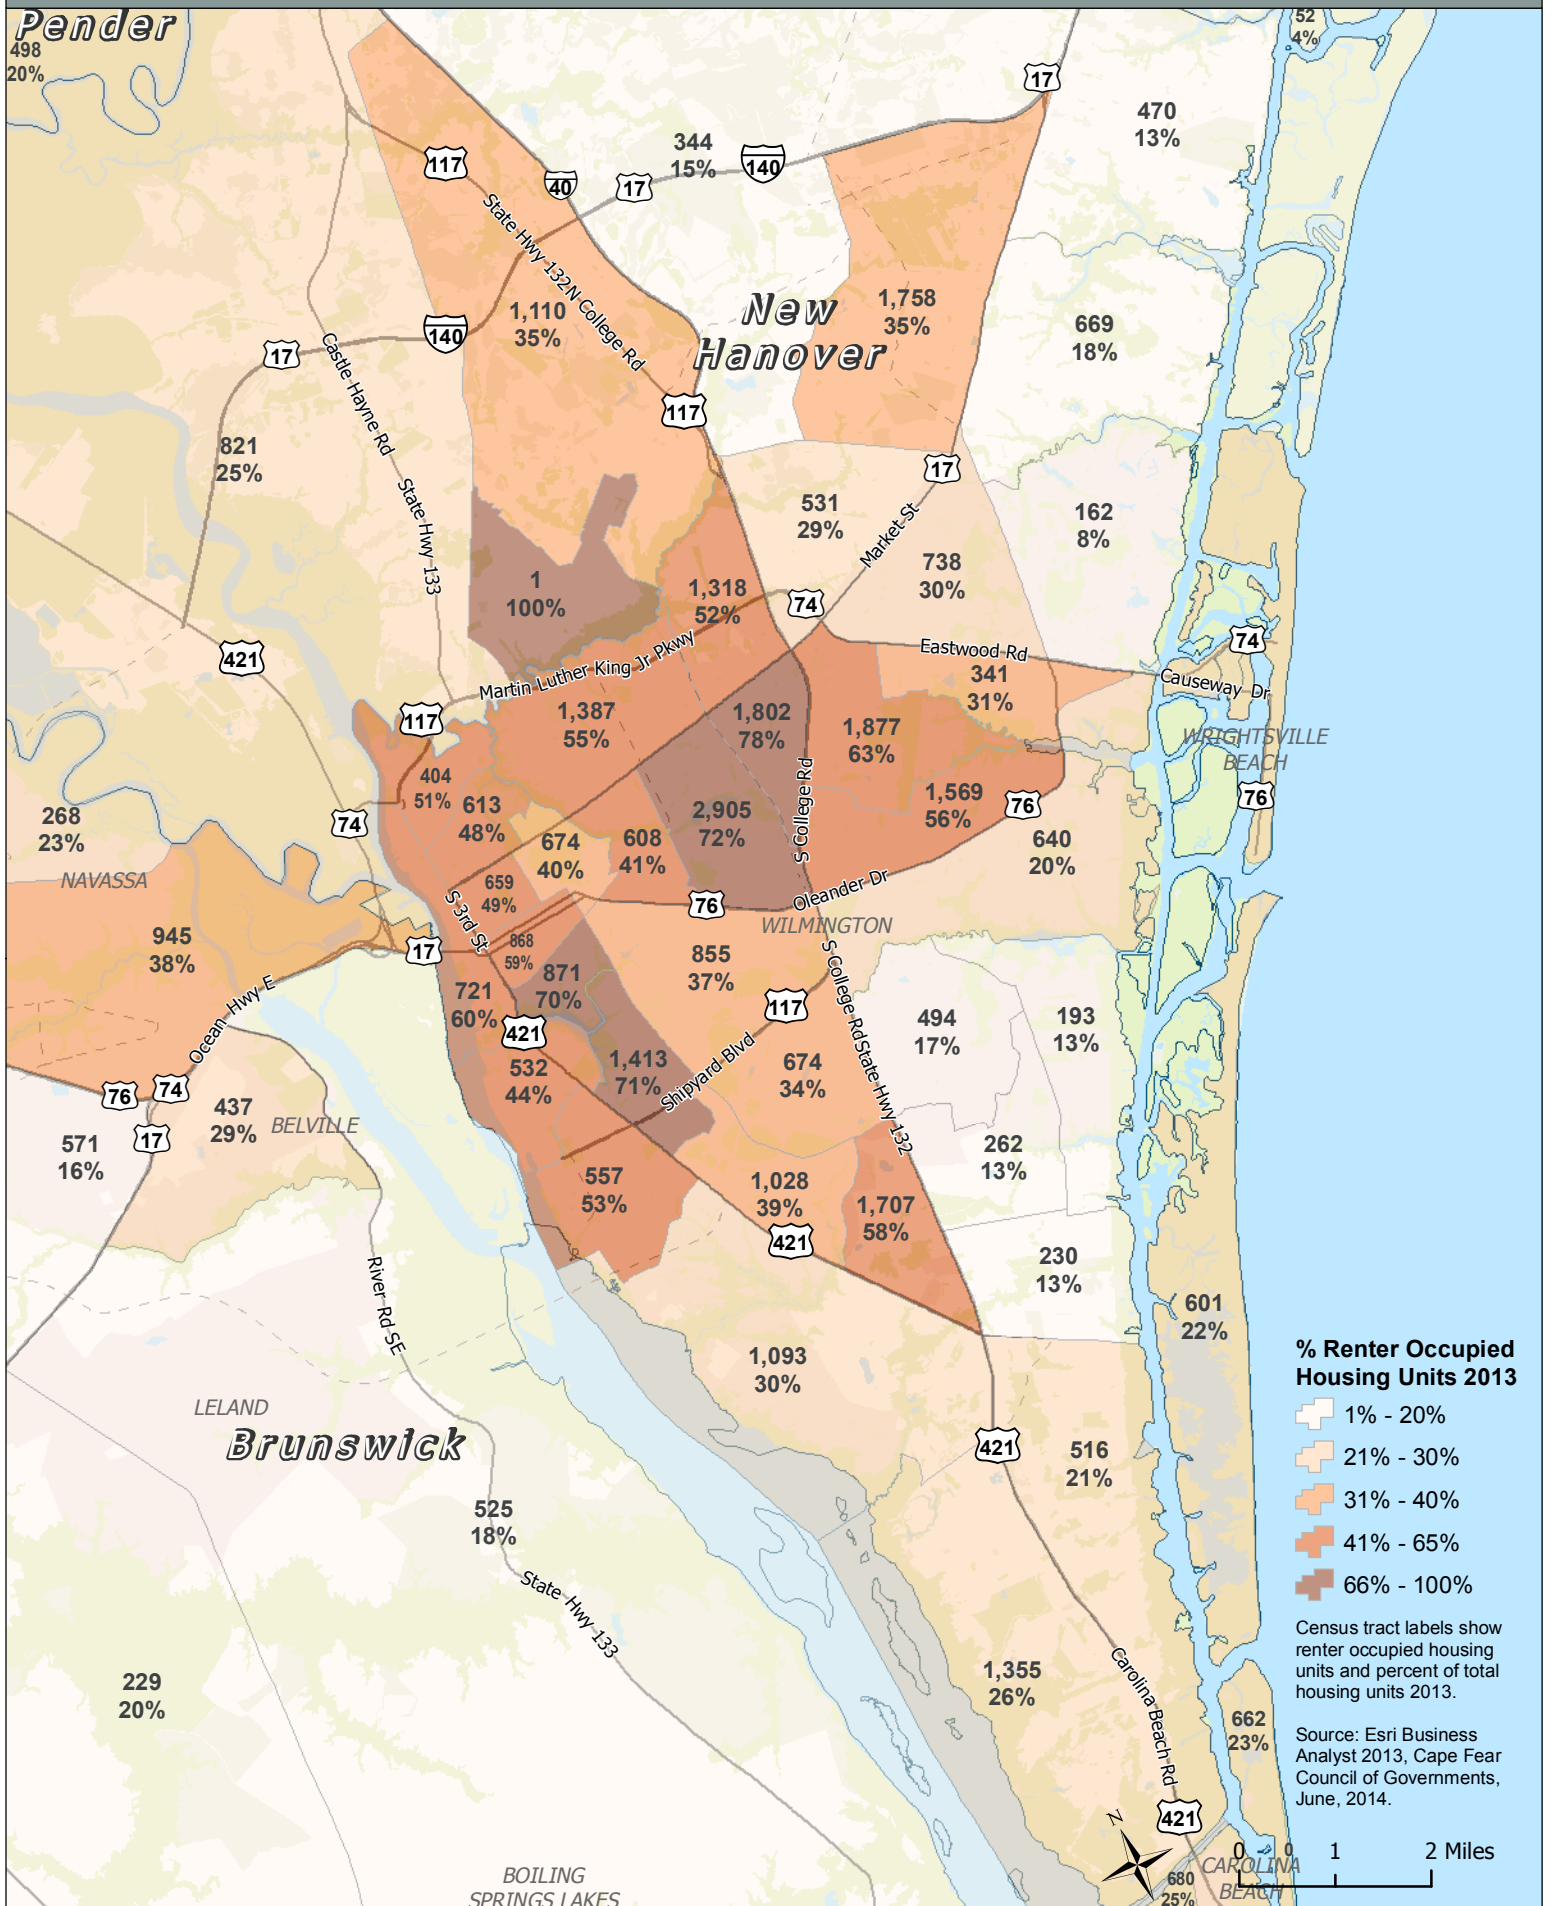 Pender
498
20%
52
4%
17
470
13%
344
15%
140
117
40
17
State Hwy 132
N College Rd
1,110
35%
New
Hanover
1,758
35%
669
18%
140
17
Castle Hayne Rd
117
821
25%
State Hwy 133
17
531
29%
Market St
162
8%
738
30%
1
100%
1,318
52%
74
421
Martin Luther King Jr Pkwy
Eastwood Rd
74
341
31%
Causeway Dr
117
1,387
55%
1,802
78%
1,877
63%
WRIGHTSVILLE
BEACH
404
51%
613
48%
S College Rd
1,569
56%
76
76
268
23%
74
674
40%
608
41%
2,905
72%
640
20%
NAVASSA
659
49%
S 3rd St
76
Oleander Dr
WILMINGTON
945
38%
17
868
59%
855
37%
871
70%
721
60%
Ocean Hwy E
421
117
S College Rd
State Hwy 132
494
17%
193
13%
532
44%
1,413
71%
Shipyard Blvd
674
34%
76
74
437
29%
BELVILLE
571
16%
17
262
13%
557
53%
1,028
39%
1,707
58%
421
230
13%
River Rd SE
601
22%
1,093
30%
LELAND
Brunswick
421
516
21%
525
18%
State Hwy 133
229
20%
1,355
26%
Carolina Beach Rd
662
23%
421
BOILING
SPRINGS LAKES
680
25%
CAROLINA
BEACH
N
% Renter Occupied
Housing Units 2013
1% - 20%
21% - 30%
31% - 40%
41% - 65%
66% - 100%
Census tract labels show
renter occupied housing
units and percent of total
housing units 2013.
Source: Esri Business
Analyst 2013, Cape Fear
Council of Governments,
June, 2014.
0 0 1 2 Miles